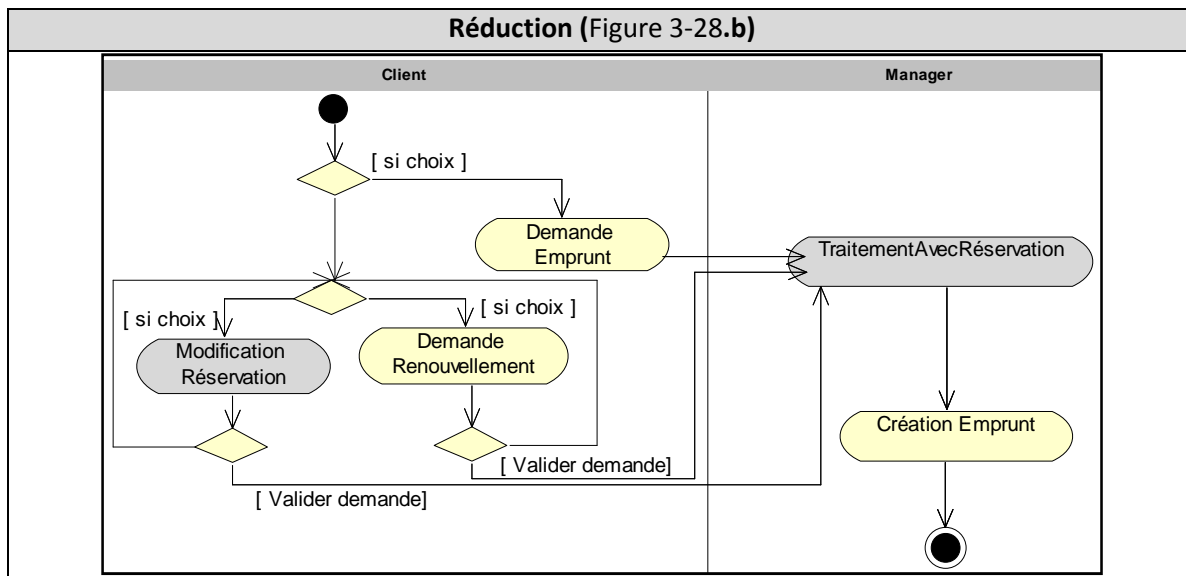 Réduction (Figure 3-28.b)
Client
Manager
[ si choix ]
Demande
Emprunt
TraitementAvecRéservation
[ si choix ]
[ si choix ]
Modification
Réservation
Demande
Renouvellement
Création Emprunt
[ Valider demande]
[ Valider demande]